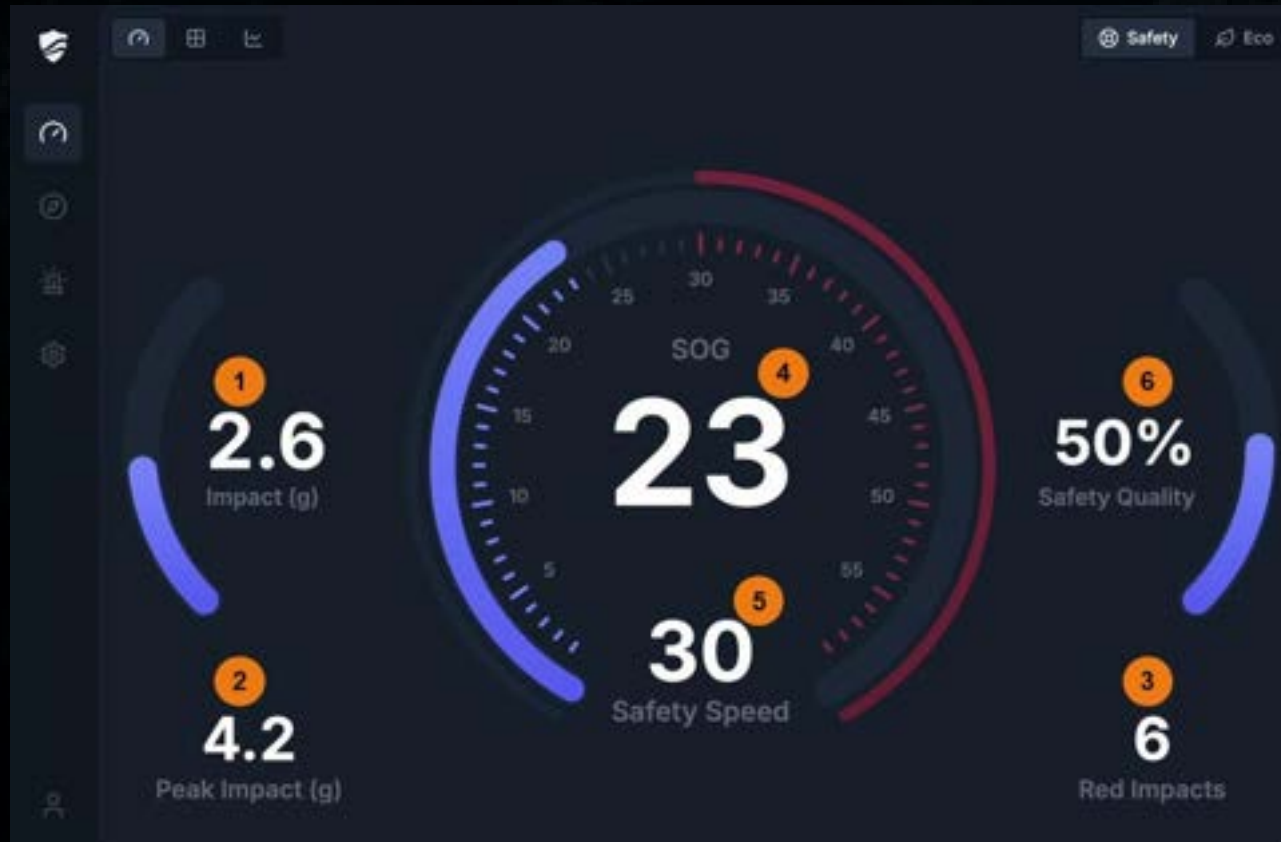 Safety Eco
30
25 35
20 SOG 40
1 4 6
2.6 15 23 45 50%
Impact (g) 10 50 Safety Quality
5 55
5
2 30 3
4.2 Safety Speed 6
Peak Impact (g) Red Impacts